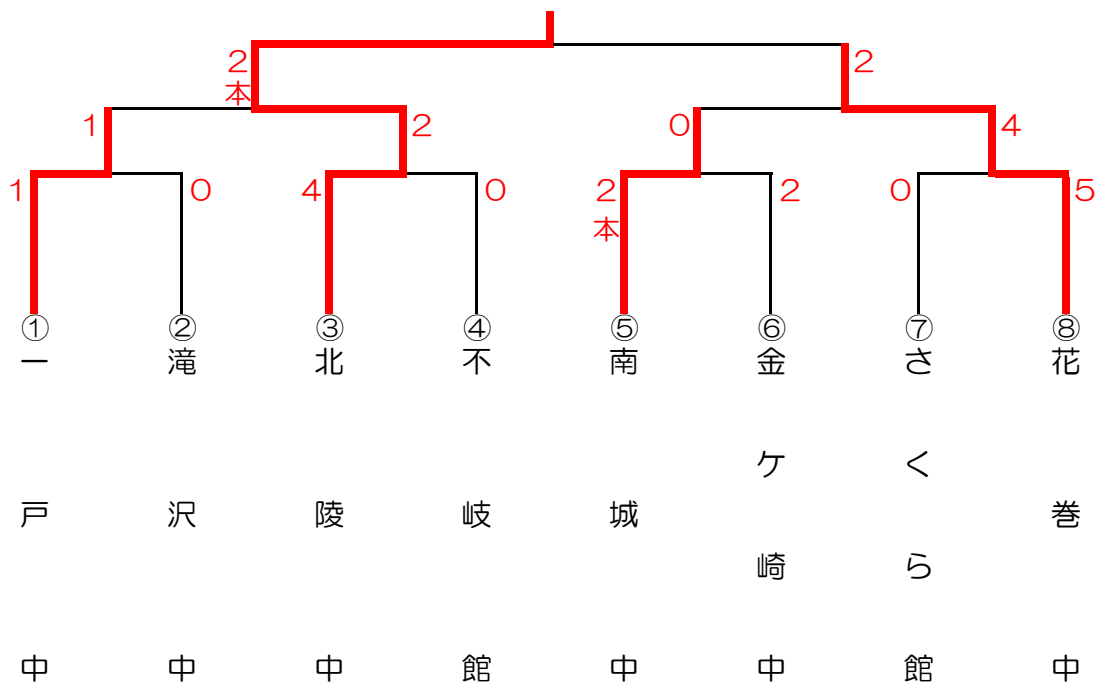 2 2
本
1 2 0 4
1 0 4 0 2 2 0 5
本
① ② ③ ④ ⑤ ⑥ ⑦ ⑧
一戸中
滝沢中
北陵中
不岐館
南城中
金ケ崎中
さくら館
花巻中